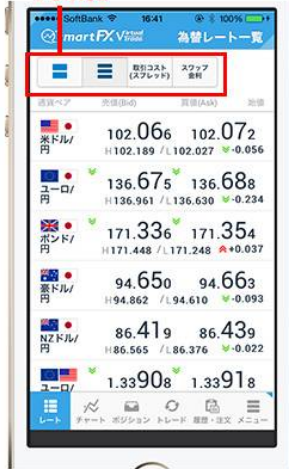 SoftBank 16:41 100%
martFX Virtual Trade 為替レート一覧
取引コスト
(スプレッド)
スワップ
金利
通貨ペア 売値(Bid) 買値(Ask) 始値
米ドル/
円
102.066 102.072
H102.189 / L102.027 -0.056
ユーロ/
円
136.675 136.688
H136.961 / L136.630 -0.234
ポンド/
円
171.336 171.354
H171.448 / L171.248 +0.037
豪ドル/
円
94.650 94.663
H94.862 / L94.610 -0.093
NZドル/
円
86.419 86.439
H86.565 / L86.376 -0.022
ユーロ/
1.33908 1.33918
レート チャート ポジション トレード 履歴・注文 メニュー